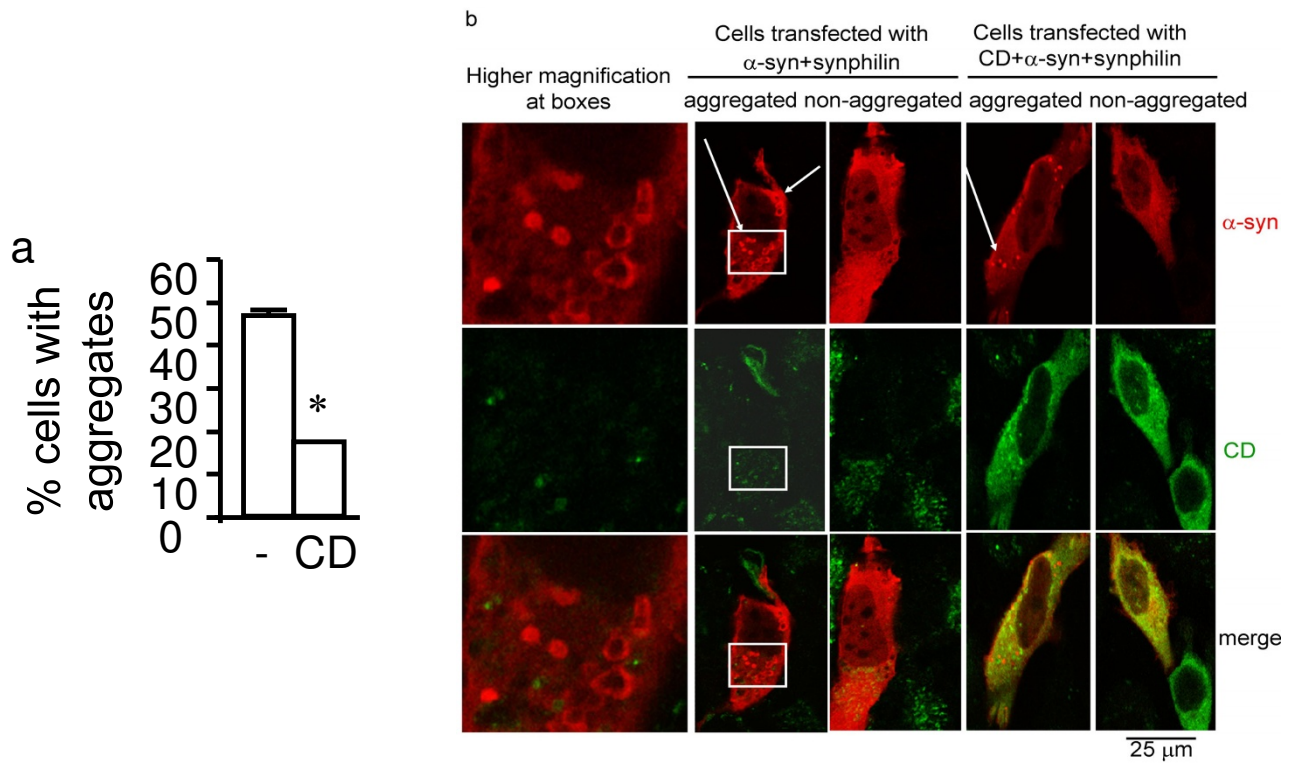 a
% cells with
aggregates
60
50
40
30
20
10
0
*
- CD
b
Higher magnification
at boxes
Cells transfected with
α-syn+synphilin
Cells transfected with
CD+α-syn+synphilin
aggregated non-aggregated aggregated non-aggregated
α-syn
CD
merge
25 μm